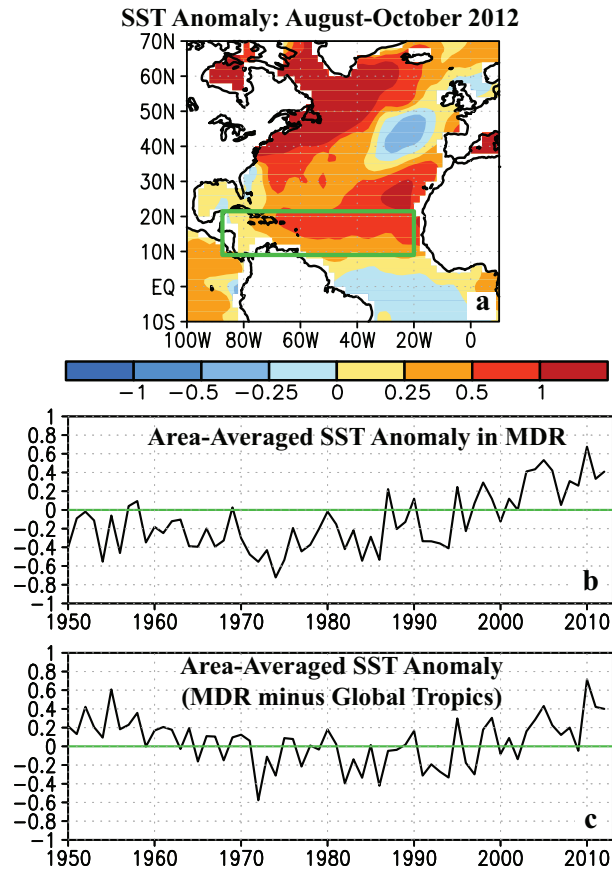 SST Anomaly: August-October 2012
70N
60N
50N
40N
30N
20N
10N
EQ
10S
a
100W 80W 60W 40W 20W 0
-1 -0.5 -0.25 0 0.25 0.5 1
Area-Averaged SST Anomaly in MDR
1
0.8
0.6
0.4
0.2
0
-0.2
-0.4
-0.6
-0.8
-1
b
1950 1960 1970 1980 1990 2000 2010
Area-Averaged SST Anomaly
(MDR minus Global Tropics)
1
0.8
0.6
0.4
0.2
0
-0.2
-0.4
-0.6
-0.8
-1
c
1950 1960 1970 1980 1990 2000 2010